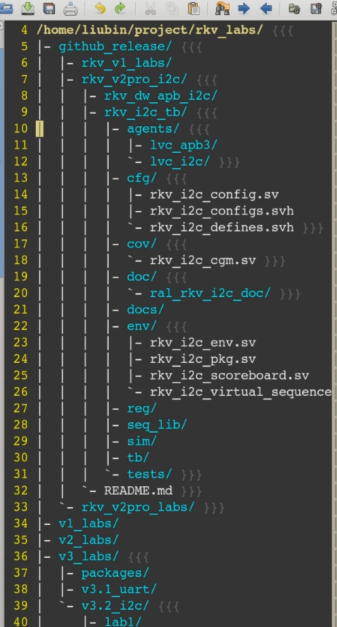 4 /home/liubin/project/rkv_labs/ {{{
5 |- github_release/ {{{
6 | |- rkv_v1_labs/
7 | |- rkv_v2pro_i2c/ {{{
8 | | |- rkv_dw_apb_i2c/
9 | | |- rkv_i2c_tb/ {{{
10 | | | |- agents/ {{{
11 | | | | |- lvc_apb3/
12 | | | | `- lvc_i2c/ }}}
13 | | | |- cfg/ {{{
14 | | | | |- rkv_i2c_config.sv
15 | | | | |- rkv_i2c_configs.svh
16 | | | | `- rkv_i2c_defines.svh }}}
17 | | | |- cov/ {{{
18 | | | | `- rkv_i2c_cgm.sv }}}
19 | | | |- doc/ {{{
20 | | | | `- ral_rkv_i2c_doc/ }}}
21 | | | |- docs/
22 | | | |- env/ {{{
23 | | | | |- rkv_i2c_env.sv
24 | | | | |- rkv_i2c_pkg.sv
25 | | | | |- rkv_i2c_scoreboard.sv
26 | | | | `- rkv_i2c_virtual_sequence
27 | | | |- reg/
28 | | | |- seq_lib/
29 | | | |- sim/
30 | | | |- tb/
31 | | | `- tests/ }}}
32 | | `- README.md }}}
33 | `- rkv_v2pro_labs/ }}}
34 |- v1_labs/
35 |- v2_labs/
36 |- v3_labs/ {{{
37 | |- packages/
38 | |- v3.1_uart/
39 | `- v3.2_i2c/ {{{
40 | |- lab1/